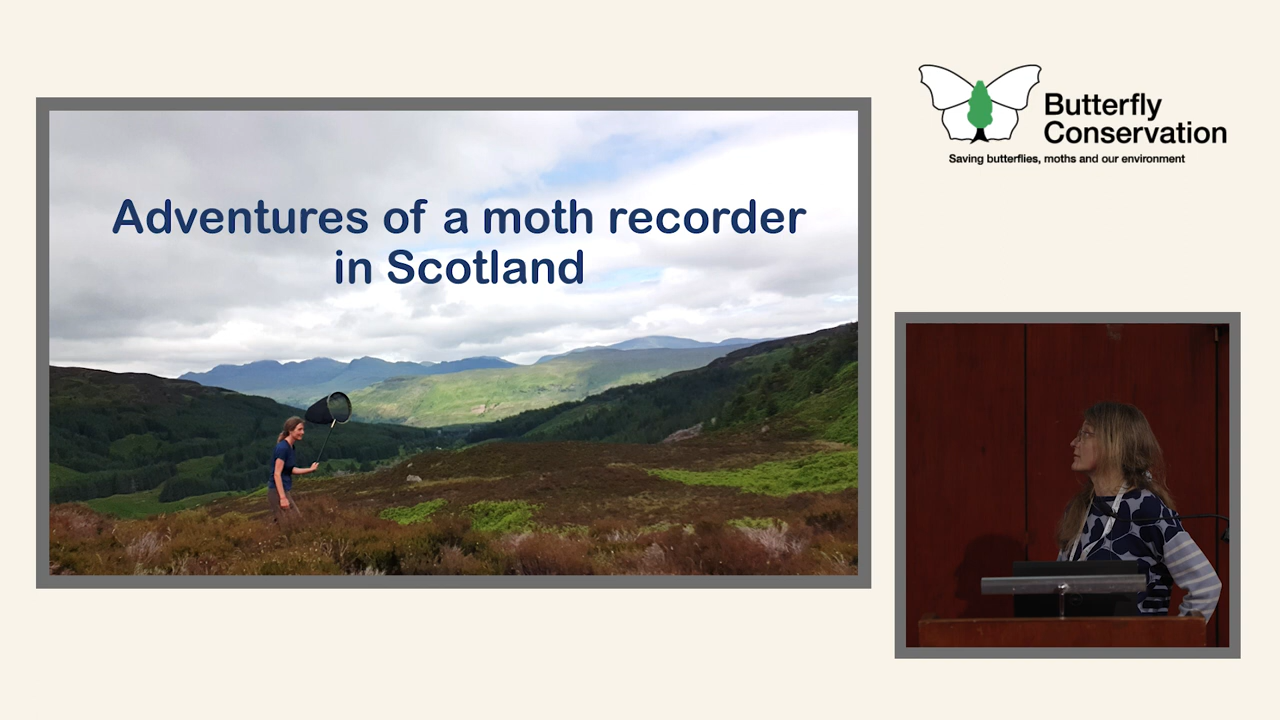 Adventures of a moth recorder
in Scotland
Butterfly
Conservation
Saving butterflies, moths and our environment